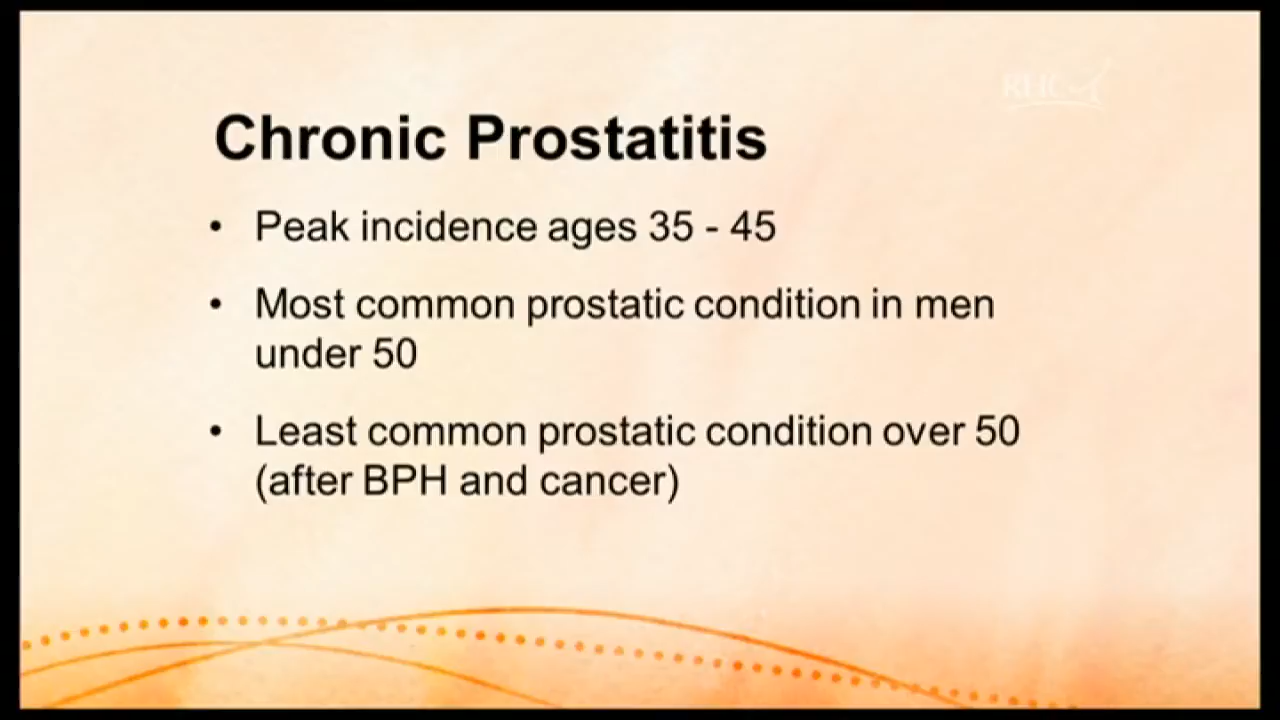 RHC
Chronic Prostatitis
• Peak incidence ages 35 - 45
• Most common prostatic condition in men
under 50
• Least common prostatic condition over 50
(after BPH and cancer)